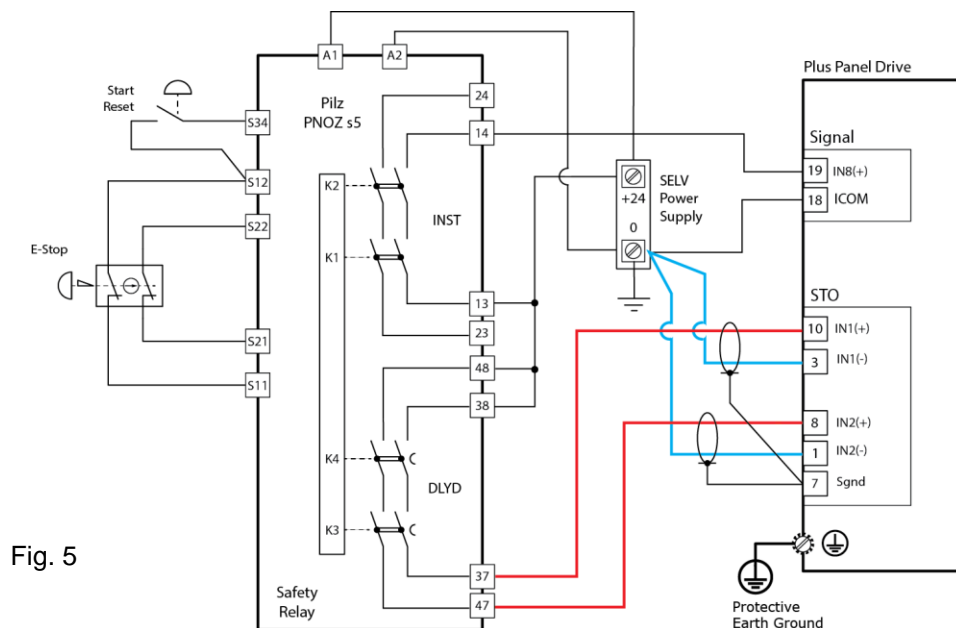 A1
A2
Plus Panel Drive
Start
Reset
Pilz
PNOZ s5
24
Signal
S34
14
19 IN8(+)
SELV
Power
Supply
S12
K2
+24
18 ICOM
INST
0
S22
E-Stop
K1
STO
13
10 IN1(+)
23
S21
3 IN1(-)
48
S11
38
8 IN2(+)
1 IN2(-)
K4
DLYD
7 Sgnd
K3
Fig. 5
37
Safety
Relay
47
Protective
Earth Ground